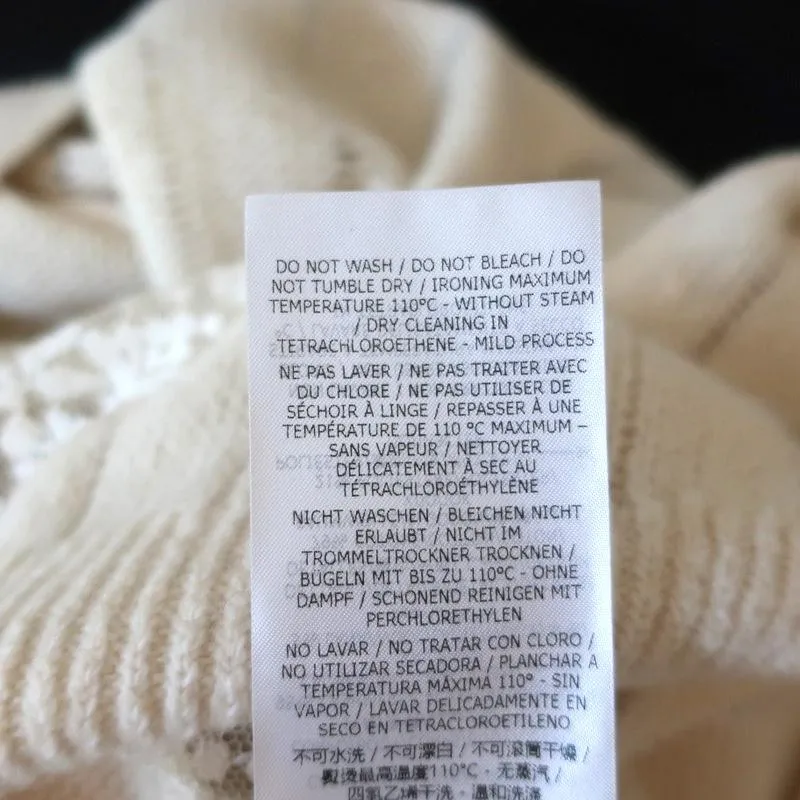 DO NOT WASH / DO NOT BLEACH / DO
NOT TUMBLE DRY / IRONING MAXIMUM
TEMPERATURE 110°C - WITHOUT STEAM
/ DRY CLEANING IN
TETRACHLOROETHENE - MILD PROCESS
NE PAS LAVER / NE PAS TRAITER AVEC
DU CHLORE / NE PAS UTILISER DE
SÉCHOIR À LINGE / REPASSER À UNE
TEMPÉRATURE DE 110 °C MAXIMUM –
SANS VAPEUR / NETTOYER
DÉLICATEMENT À SEC AU
TÉTRACHLOROÉTHYLÈNE
NICHT WASCHEN / BLEICHEN NICHT
ERLAUBT / NICHT IM
TROMMELTROCKNER TROCKNEN /
BÜGELN MIT BIS ZU 110°C - OHNE
DAMPF / SCHONEND REINIGEN MIT
PERCHLORETHYLEN
NO LAVAR / NO TRATAR CON CLORO /
NO UTILIZAR SECADORA / PLANCHAR A
TEMPERATURA MÁXIMA 110° - SIN
VAPOR / LAVAR DELICADAMENTE EN
SECO EN TETRACLOROETILENO
不可水洗 / 不可漂白 / 不可滾筒干燥 /
熨燙最高溫度110°C - 无蒸汽 /
四氯乙烯干洗 - 溫和洗滌